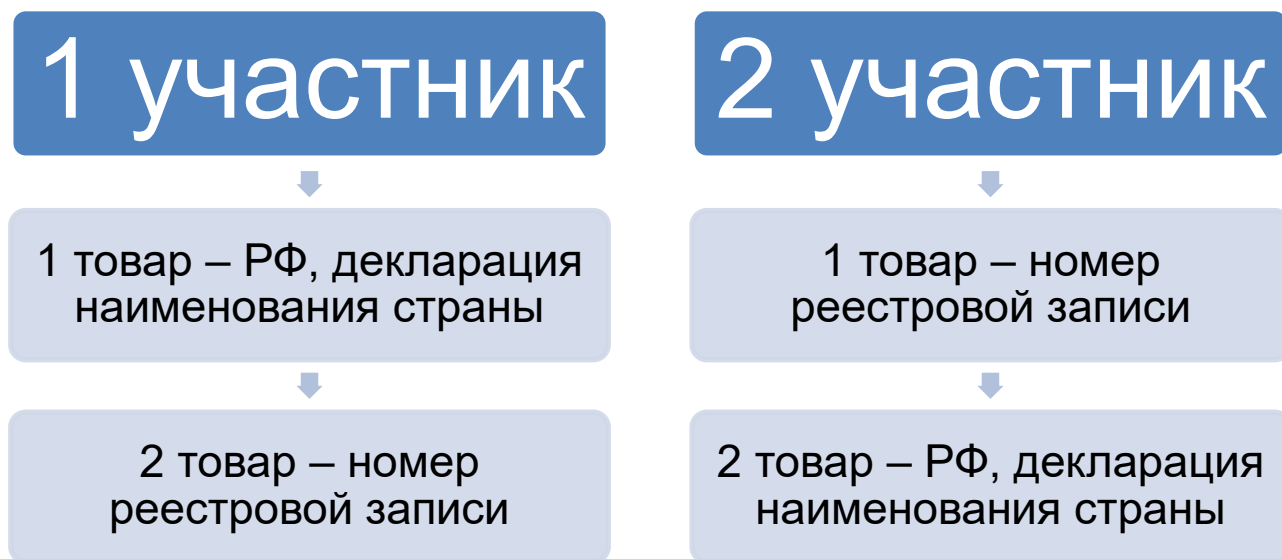 1 участник
1 товар – РФ, декларация
наименования страны
2 товар – номер
реестровой записи
2 участник
1 товар – номер
реестровой записи
2 товар – РФ, декларация
наименования страны